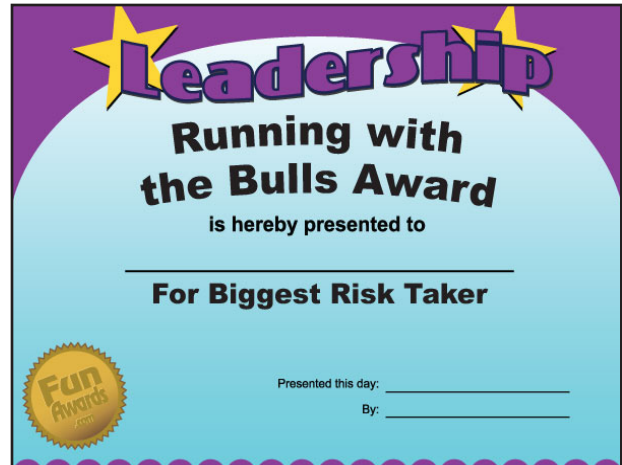 Leadership
Running with
the Bulls Award
is hereby presented to
For Biggest Risk Taker
Fun
Awards
.com
Presented this day:
By: